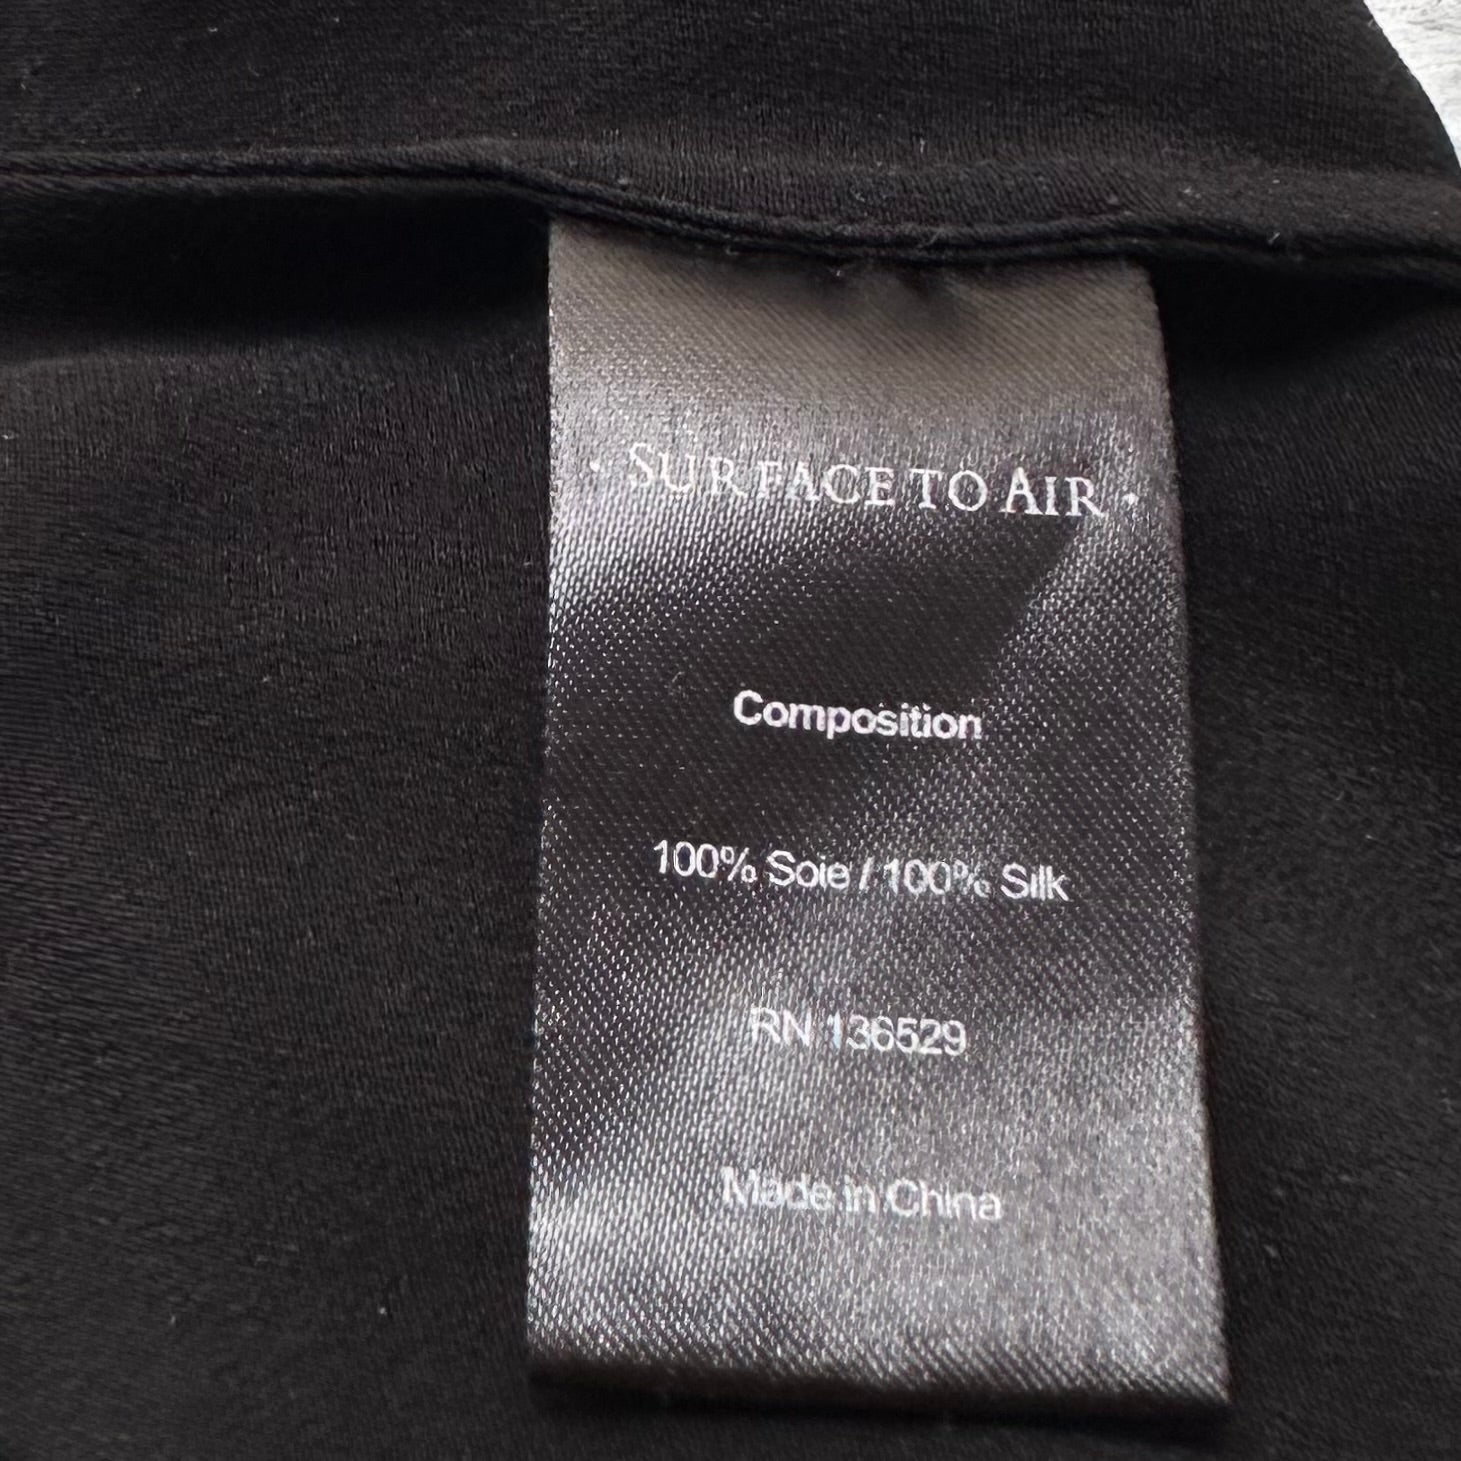 · SURFACE TO AIR ·
Composition
100% Soie / 100% Silk
RN 136529
Made in China